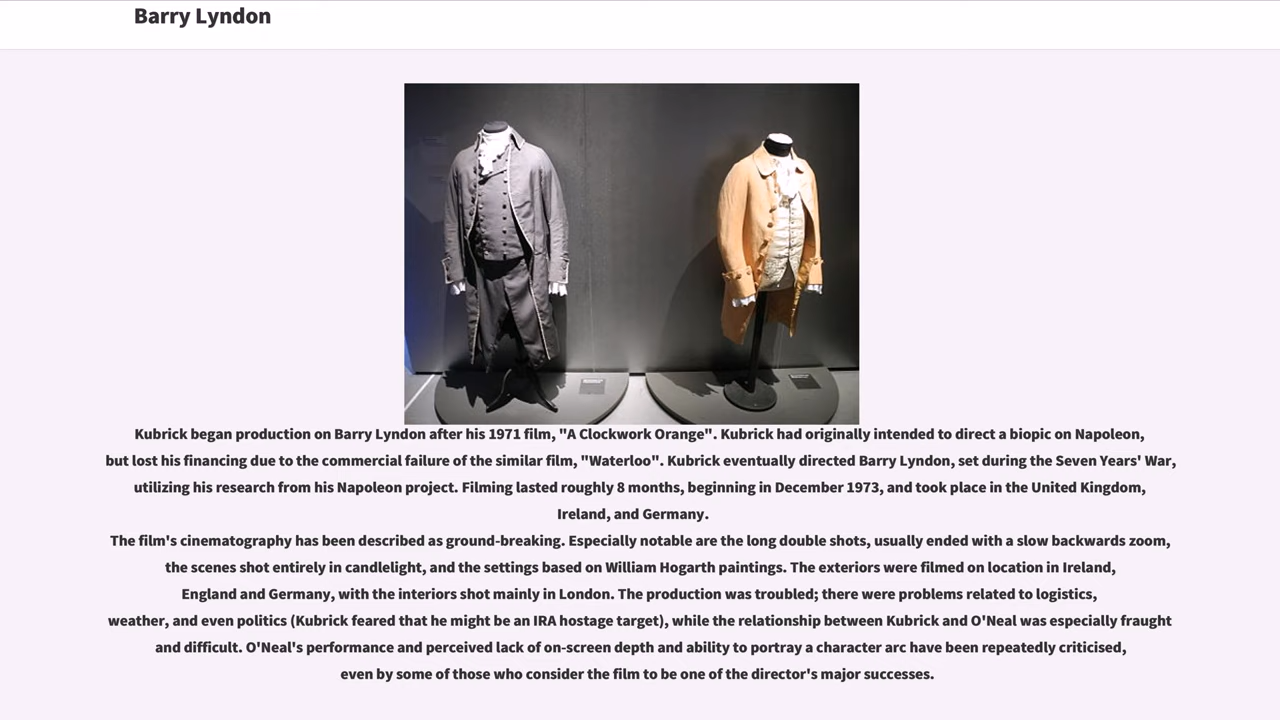 Barry Lyndon
Kubrick began production on Barry Lyndon after his 1971 film, "A Clockwork Orange". Kubrick had originally intended to direct a biopic on Napoleon,
but lost his financing due to the commercial failure of the similar film, "Waterloo". Kubrick eventually directed Barry Lyndon, set during the Seven Years' War,
utilizing his research from his Napoleon project. Filming lasted roughly 8 months, beginning in December 1973, and took place in the United Kingdom,
Ireland, and Germany.
The film's cinematography has been described as ground-breaking. Especially notable are the long double shots, usually ended with a slow backwards zoom,
the scenes shot entirely in candlelight, and the settings based on William Hogarth paintings. The exteriors were filmed on location in Ireland,
England and Germany, with the interiors shot mainly in London. The production was troubled; there were problems related to logistics,
weather, and even politics (Kubrick feared that he might be an IRA hostage target), while the relationship between Kubrick and O'Neal was especially fraught
and difficult. O'Neal's performance and perceived lack of on-screen depth and ability to portray a character arc have been repeatedly criticised,
even by some of those who consider the film to be one of the director's major successes.